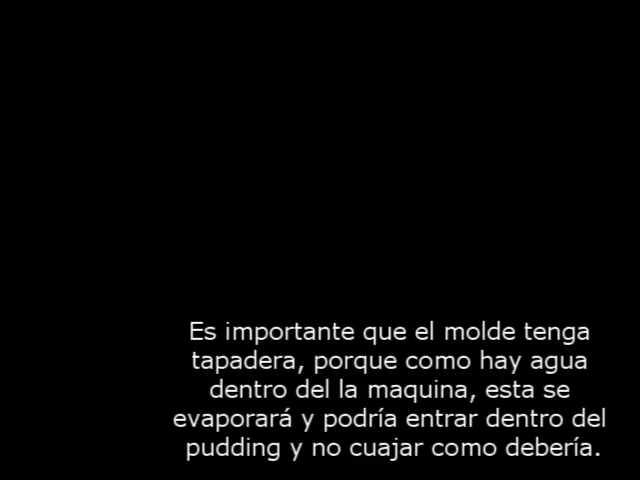 Es importante que el molde tenga
tapadera, porque como hay agua
dentro del la maquina, esta se
evaporará y podría entrar dentro del
pudding y no cuajar como debería.